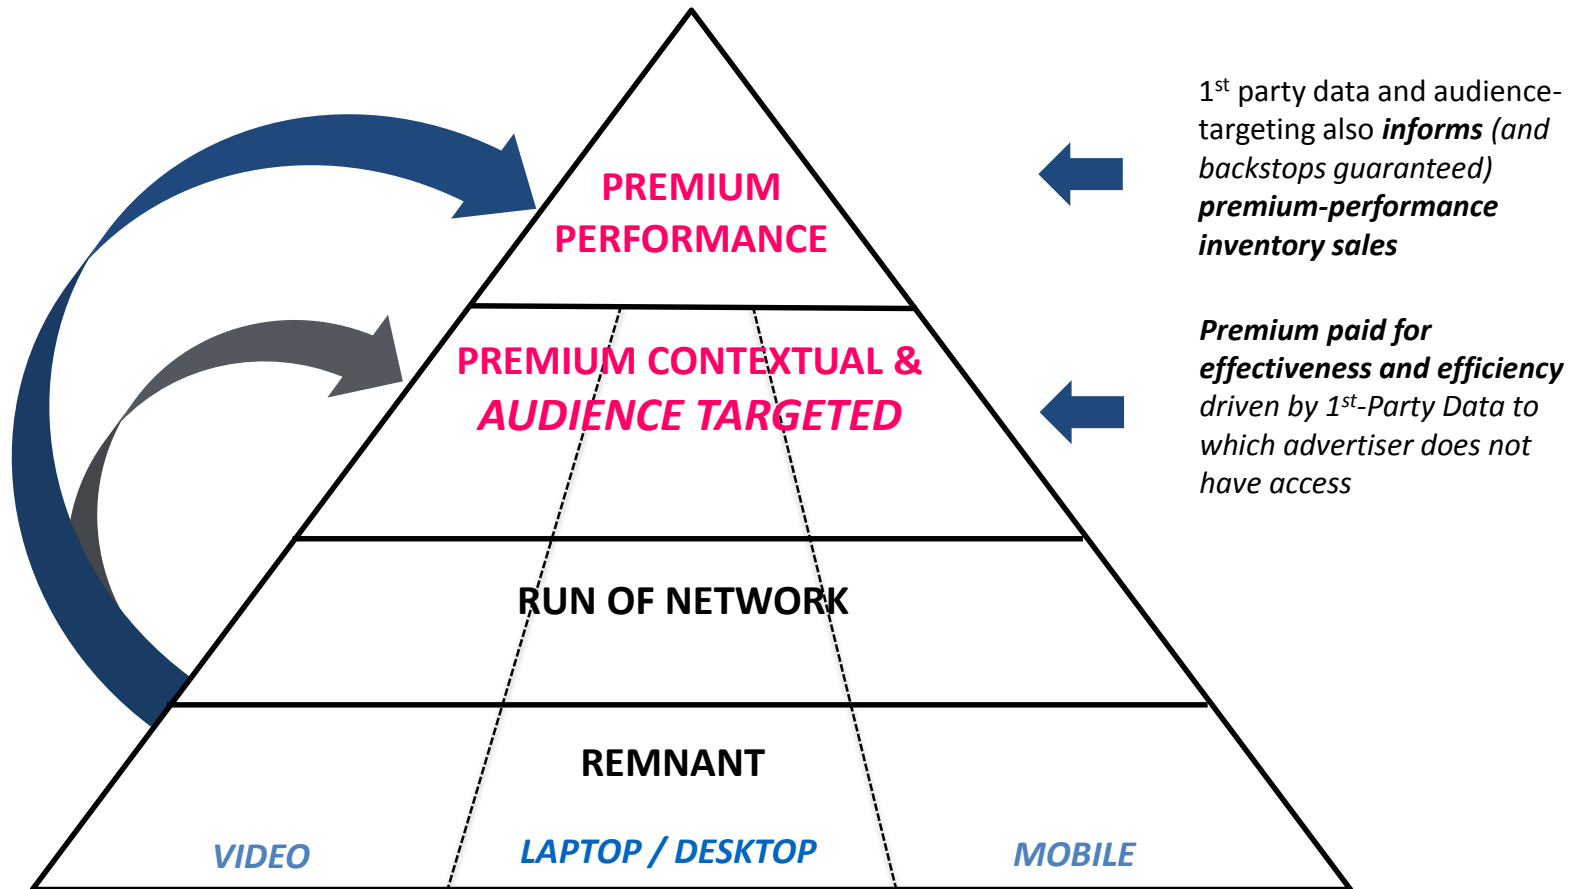 PREMIUM
PERFORMANCE
PREMIUM CONTEXTUAL &
AUDIENCE TARGETED
RUN OF NETWORK
REMNANT
VIDEO
LAPTOP / DESKTOP
MOBILE
1st party data and audience-
targeting also informs (and
backstops guaranteed)
premium-performance
inventory sales
Premium paid for
effectiveness and efficiency
driven by 1st-Party Data to
which advertiser does not
have access